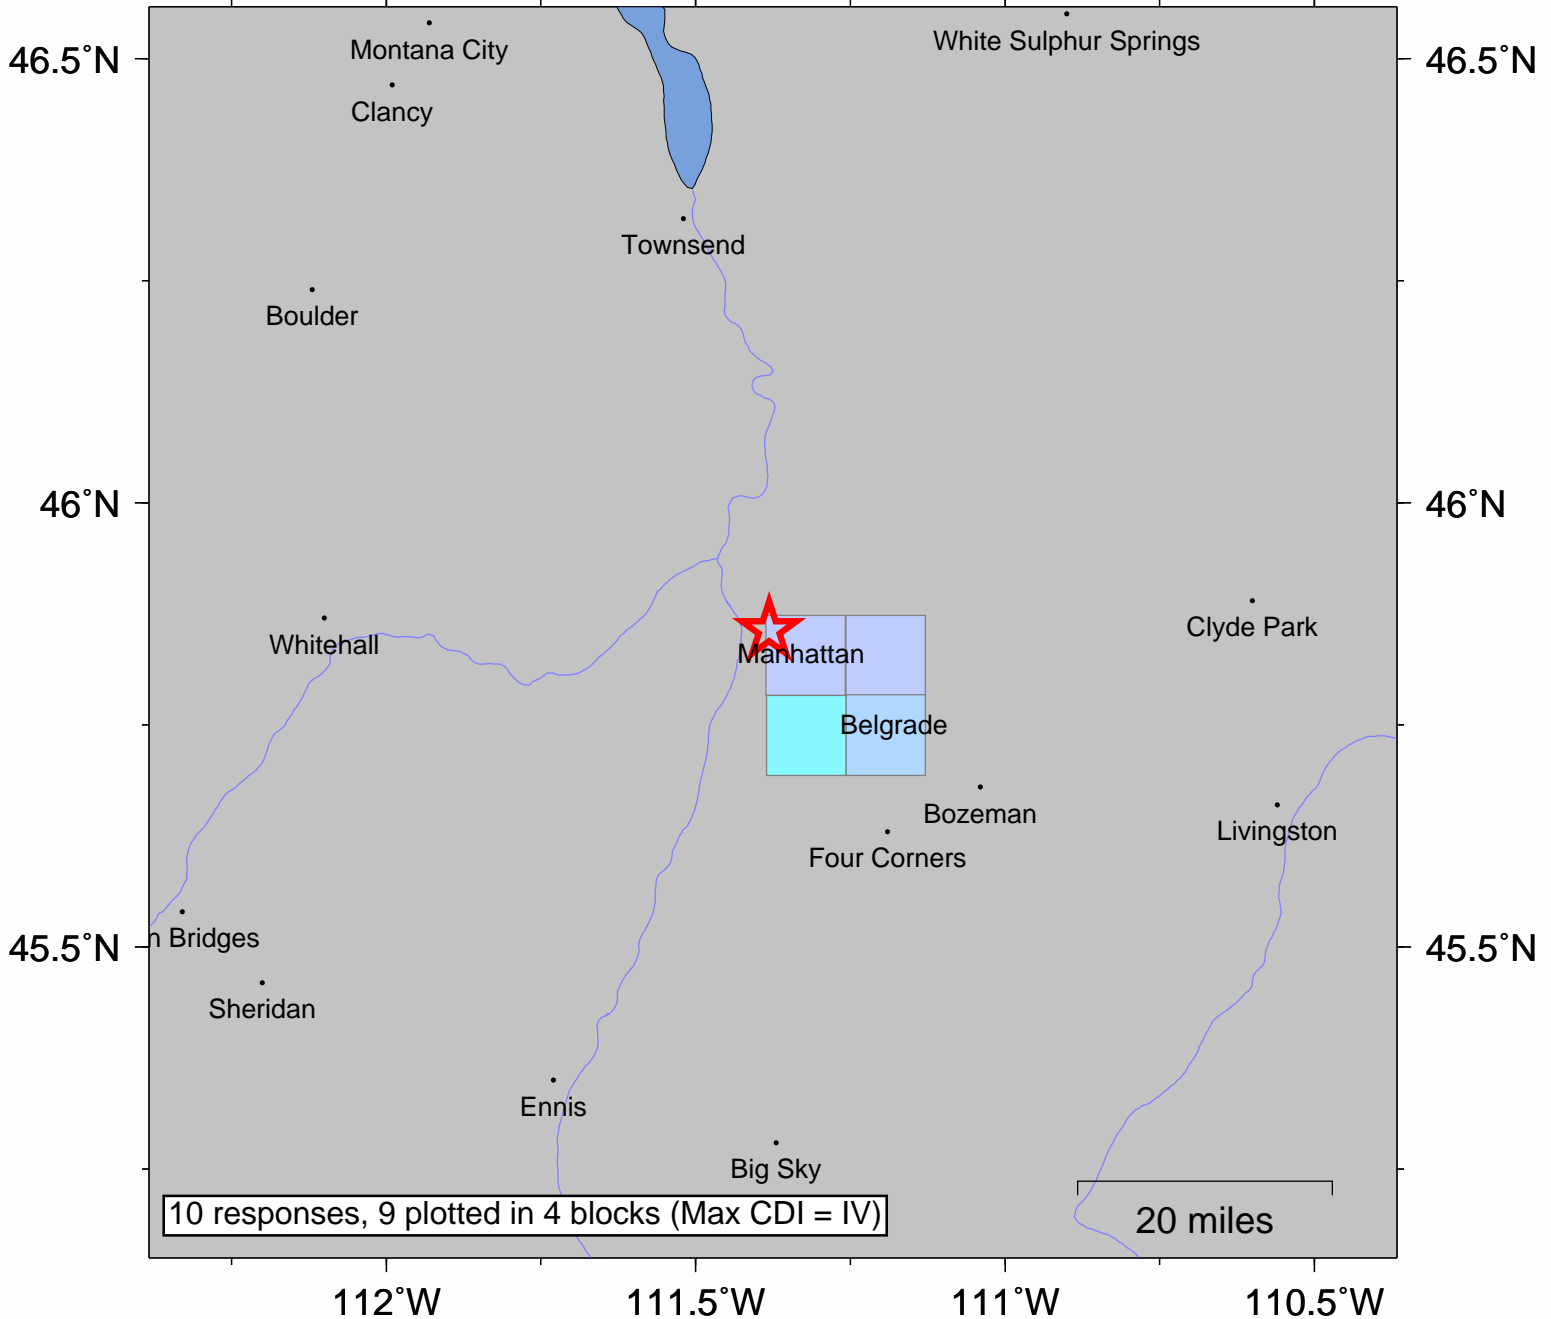 46.5°N
Montana City
White Sulphur Springs
46.5°N
Clancy
Townsend
Boulder
46°N
46°N
Whitehall
Manhattan
Clyde Park
Belgrade
Bozeman
Livingston
Four Corners
n Bridges
45.5°N
45.5°N
Sheridan
Ennis
Big Sky
10 responses, 9 plotted in 4 blocks (Max CDI = IV)
20 miles
112°W
111.5°W
111°W
110.5°W